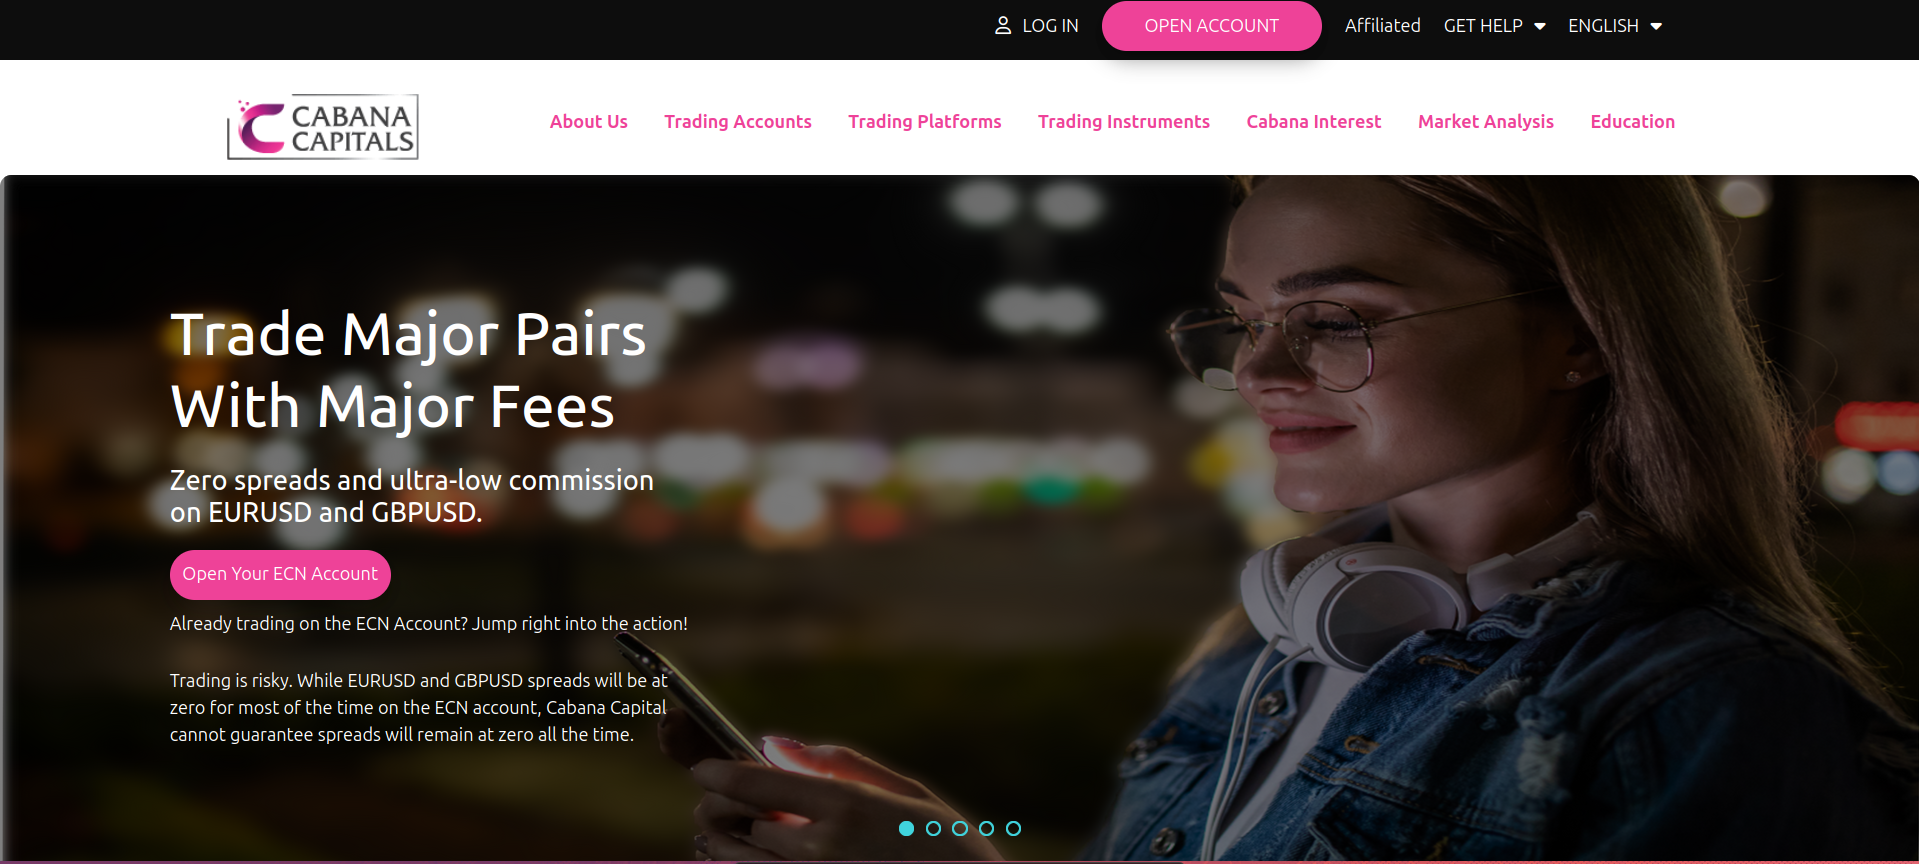 LOG IN
OPEN ACCOUNT
Affiliated
GET HELP
ENGLISH
CABANA
CAPITALS
About Us
Trading Accounts
Trading Platforms
Trading Instruments
Cabana Interest
Market Analysis
Education
Trade Major Pairs
With Major Fees
Zero spreads and ultra-low commission
on EURUSD and GBPUSD.
Open Your ECN Account
Already trading on the ECN Account? Jump right into the action!
Trading is risky. While EURUSD and GBPUSD spreads will be at
zero for most of the time on the ECN account, Cabana Capital
cannot guarantee spreads will remain at zero all the time.